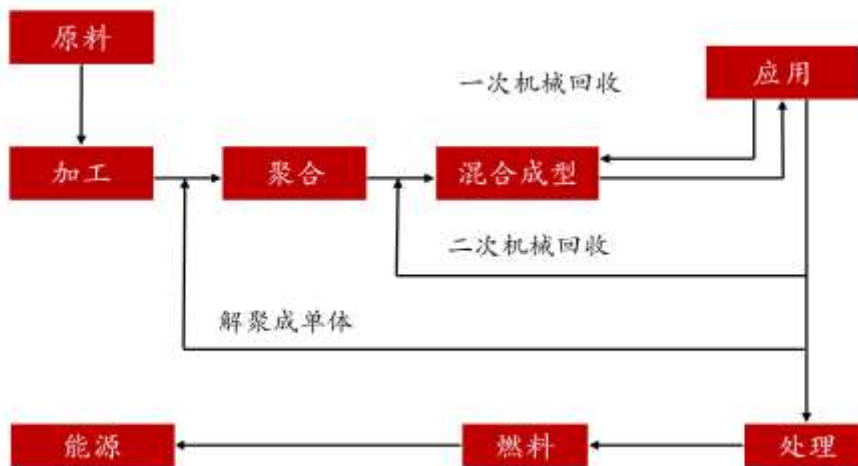 原料
应用
一次机械回收
加工
聚合
混合成型
二次机械回收
解聚成单体
能源
燃料
处理